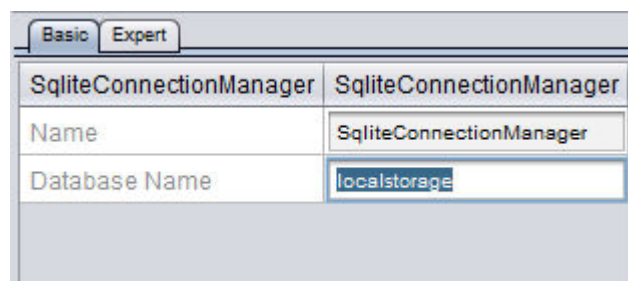 Basic Expert
SqliteConnectionManager SqliteConnectionManager
Name SqliteConnectionManager
Database Name localstorage